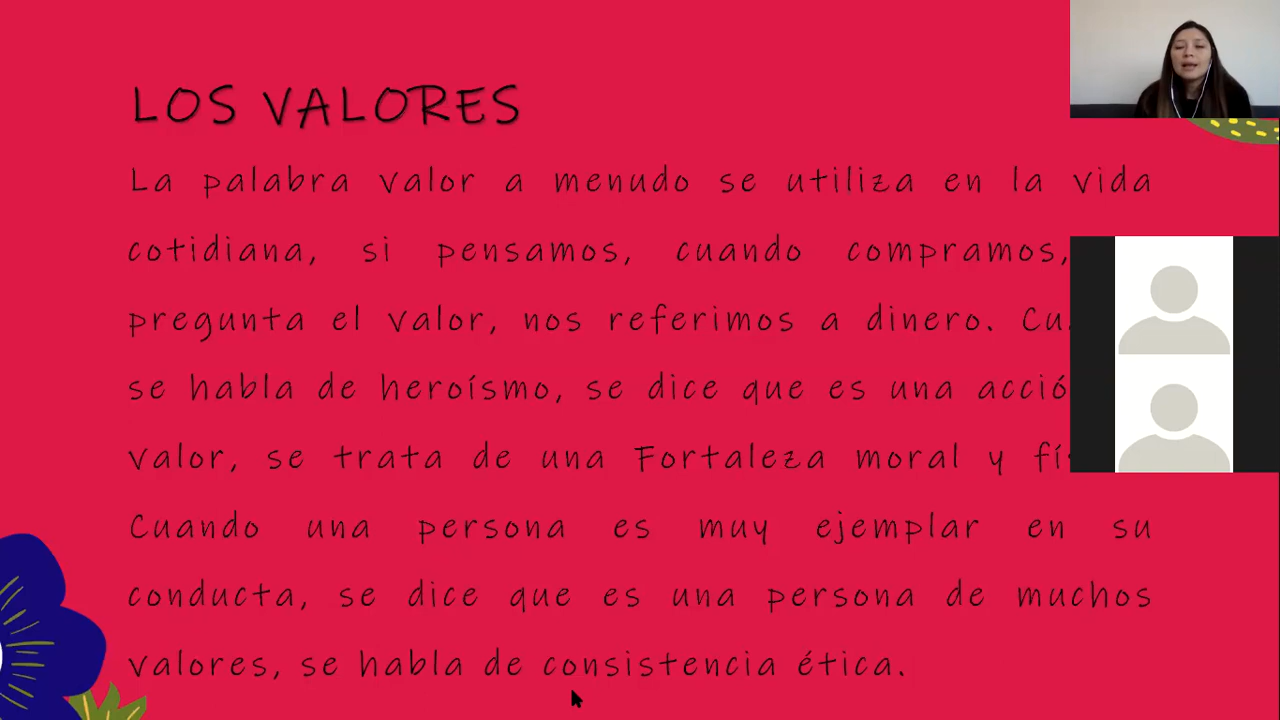 LOS VALORES
La palabra valor a menudo se utiliza en la vida
cotidiana, si pensamos, cuando compramos,
pregunta el valor, nos referimos a dinero.
se habla de heroísmo, se dice que es una
valor, se trata de una Fortaleza moral y
Cuando una persona es muy ejemplar en su
conducta, se dice que es una persona de muchos
valores, se habla de consistencia ética.